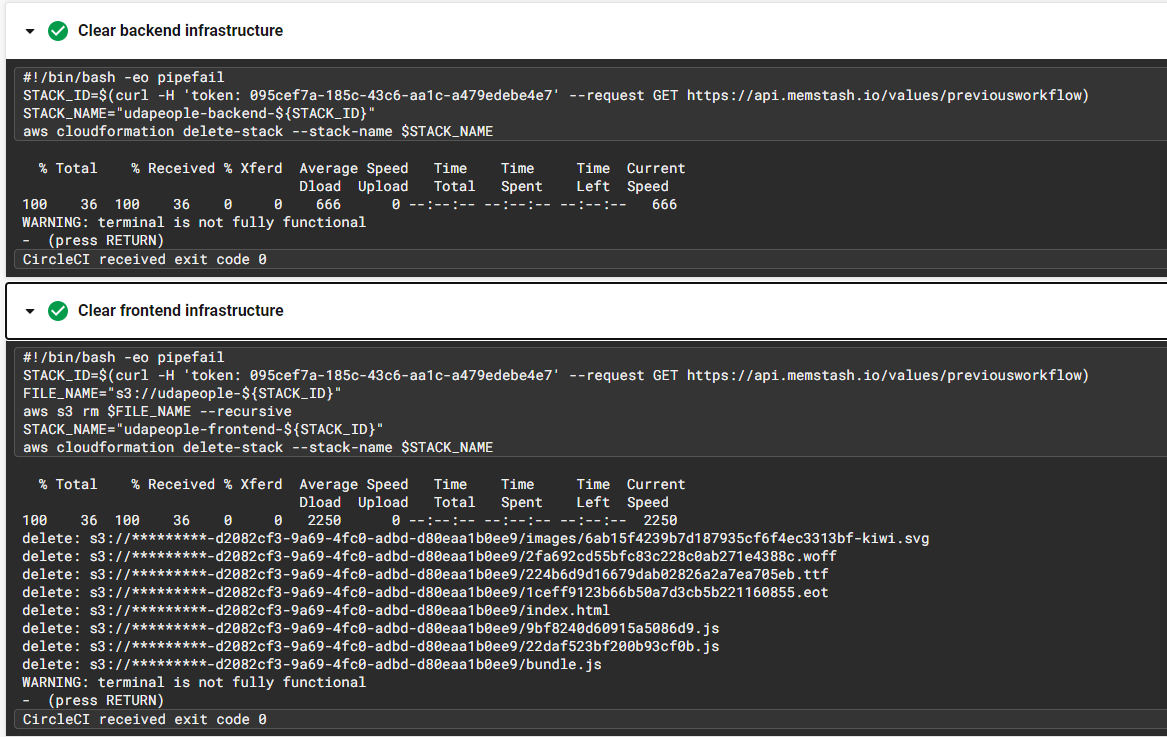 Clear backend infrastructure
#!/bin/bash -eo pipefail
STACK_ID=$(curl -H 'token: 095cef7a-185c-43c6-aa1c-a479edebe4e7' --request GET https://api.memstash.io/values/previousworkflow)
STACK_NAME="udapeople-backend-${STACK_ID}"
aws cloudformation delete-stack --stack-name $STACK_NAME
% Total % Received % Xferd Average Speed Time Time Time Current
Dload Upload Total Spent Left Speed
100 36 100 36 0 0 666 0 --:--:-- --:--:-- --:--:-- 666
WARNING: terminal is not fully functional
- (press RETURN)
CircleCI received exit code 0
Clear frontend infrastructure
#!/bin/bash -eo pipefail
STACK_ID=$(curl -H 'token: 095cef7a-185c-43c6-aa1c-a479edebe4e7' --request GET https://api.memstash.io/values/previousworkflow)
FILE_NAME="s3://udapeople-${STACK_ID}"
aws s3 rm $FILE_NAME --recursive
STACK_NAME="udapeople-frontend-${STACK_ID}"
aws cloudformation delete-stack --stack-name $STACK_NAME
% Total % Received % Xferd Average Speed Time Time Time Current
Dload Upload Total Spent Left Speed
100 36 100 36 0 0 2250 0 --:--:-- --:--:-- --:--:-- 2250
delete: s3://*********-d2082cf3-9a69-4fc0-adbd-d80eaa1b0ee9/images/6ab15f4239b7d187935cf6f4ec3313bf-kiwi.svg
delete: s3://*********-d2082cf3-9a69-4fc0-adbd-d80eaa1b0ee9/2fa692cd55bfc83c228c0ab271e4388c.woff
delete: s3://*********-d2082cf3-9a69-4fc0-adbd-d80eaa1b0ee9/224b6d9d16679dab02826a2a7ea705eb.ttf
delete: s3://*********-d2082cf3-9a69-4fc0-adbd-d80eaa1b0ee9/1ceff9123b66b50a7d3cb5b221160855.eot
delete: s3://*********-d2082cf3-9a69-4fc0-adbd-d80eaa1b0ee9/index.html
delete: s3://*********-d2082cf3-9a69-4fc0-adbd-d80eaa1b0ee9/9bf8240d60915a5086d9.js
delete: s3://*********-d2082cf3-9a69-4fc0-adbd-d80eaa1b0ee9/22daf523bf200b93cf0b.js
delete: s3://*********-d2082cf3-9a69-4fc0-adbd-d80eaa1b0ee9/bundle.js
WARNING: terminal is not fully functional
- (press RETURN)
CircleCI received exit code 0